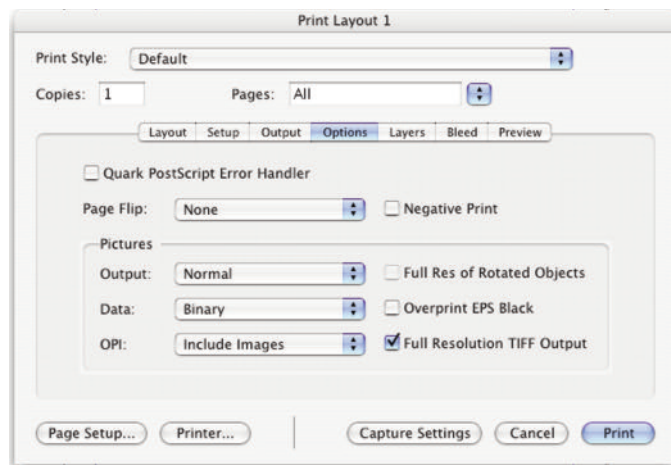 Print Layout 1
Print Style: Default
Copies: 1 Pages: All
Layout Setup Output Options Layers Bleed Preview
Quark PostScript Error Handler
Page Flip: None Negative Print
Pictures
Output: Normal Full Res of Rotated Objects
Data: Binary Overprint EPS Black
OPI: Include Images Full Resolution TIFF Output
Page Setup... Printer... Capture Settings Cancel Print